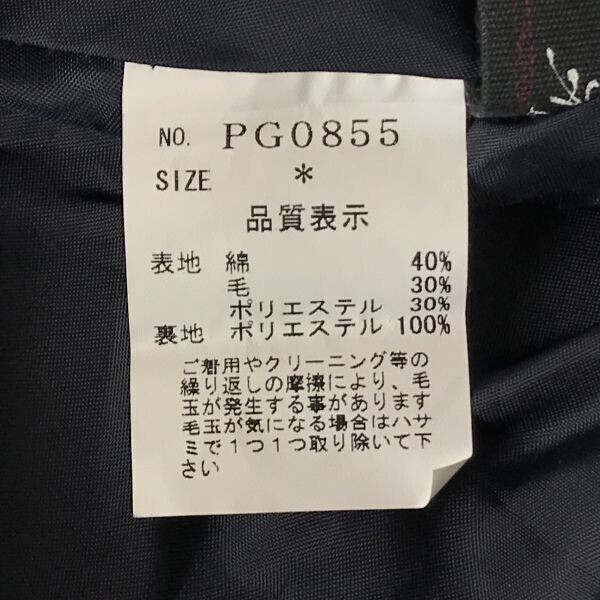 NO. PG0855
SIZE *
品質表示
表地 綿 40%
毛 30%
ポリエステル 30%
裏地 ポリエステル 100%
ご着用やクリーニング等の
繰り返しの摩擦により、毛
玉が発生する事があります
毛玉が気になる場合はハサ
ミで1つ1つ取り除いて下
さい